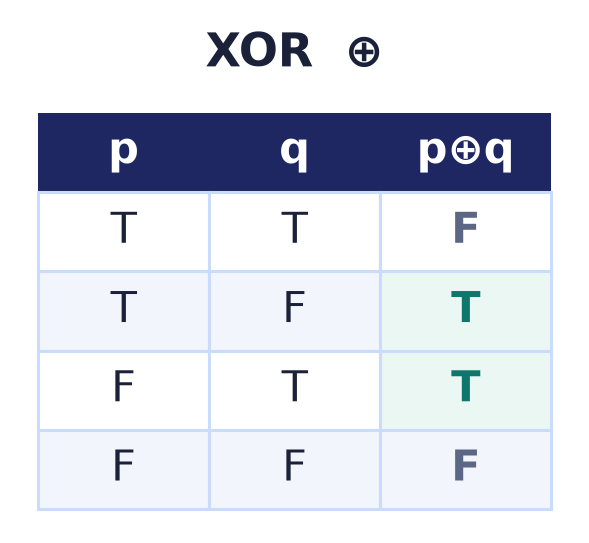 XOR ⊕
p q p⊕q
T T F
T F T
F T T
F F F